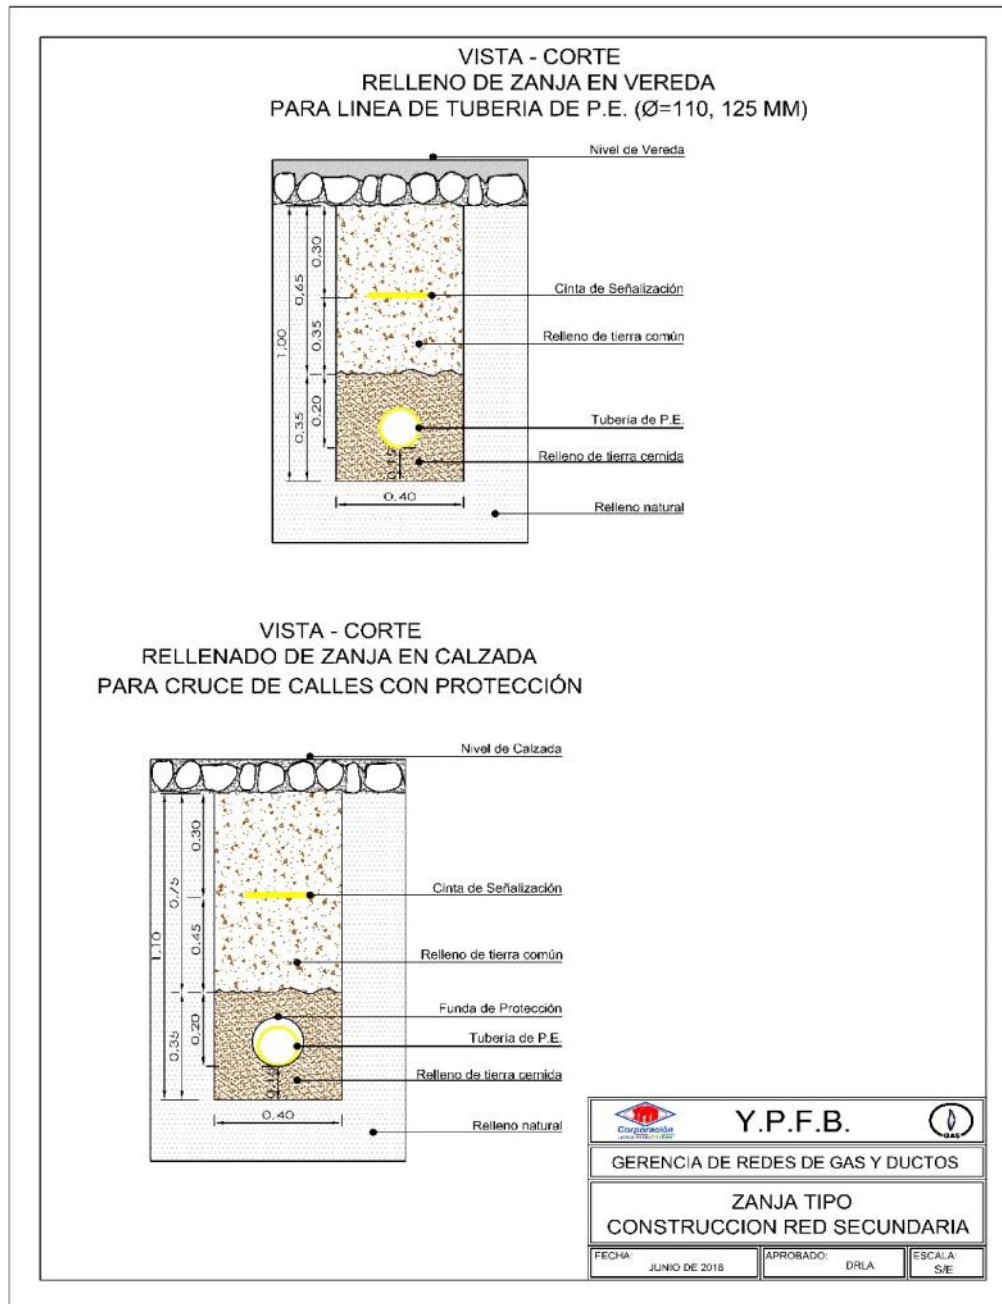 VISTA - CORTE
RELLENO DE ZANJA EN VEREDA
PARA LINEA DE TUBERIA DE P.E. (Ø=110, 125 MM)
Nivel de Vereda
0.30
0.65
Cinta de Señalización
1.00
0.35
Relleno de tierra común
0.20
0.35
Tubería de P.E.
Relleno de tierra cernida
0.15
0.40
Relleno natural
VISTA - CORTE
RELLENADO DE ZANJA EN CALZADA
PARA CRUCE DE CALLES CON PROTECCIÓN
Nivel de Calzada
0.30
0.75
Cinta de Señalización
0.45
1.10
Relleno de tierra común
Funda de Protección
0.20
0.35
Tubería de P.E.
Relleno de tierra cernida
0.40
Relleno natural
Corporación
Y.P.F.B.
GAS
GERENCIA DE REDES DE GAS Y DUCTOS
ZANJA TIPO
CONSTRUCCION RED SECUNDARIA
FECHA:
JUNIO DE 2018
APROBADO:
DRLA
ESCALA:
S/E